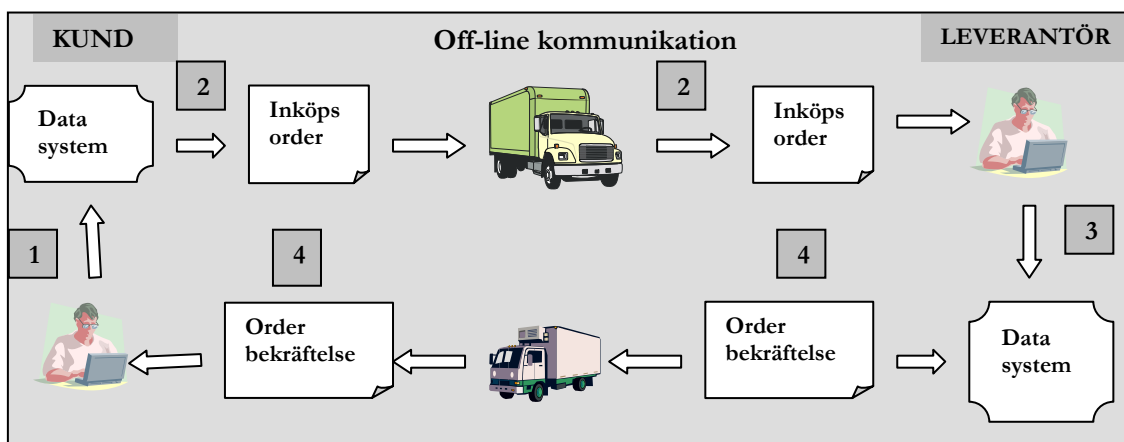 KUND
Off-line kommunikation
LEVERANTÖR
2
2
Data
system
Inköps
order
Inköps
order
1
4
4
3
Order
bekräftelse
Order
bekräftelse
Data
system